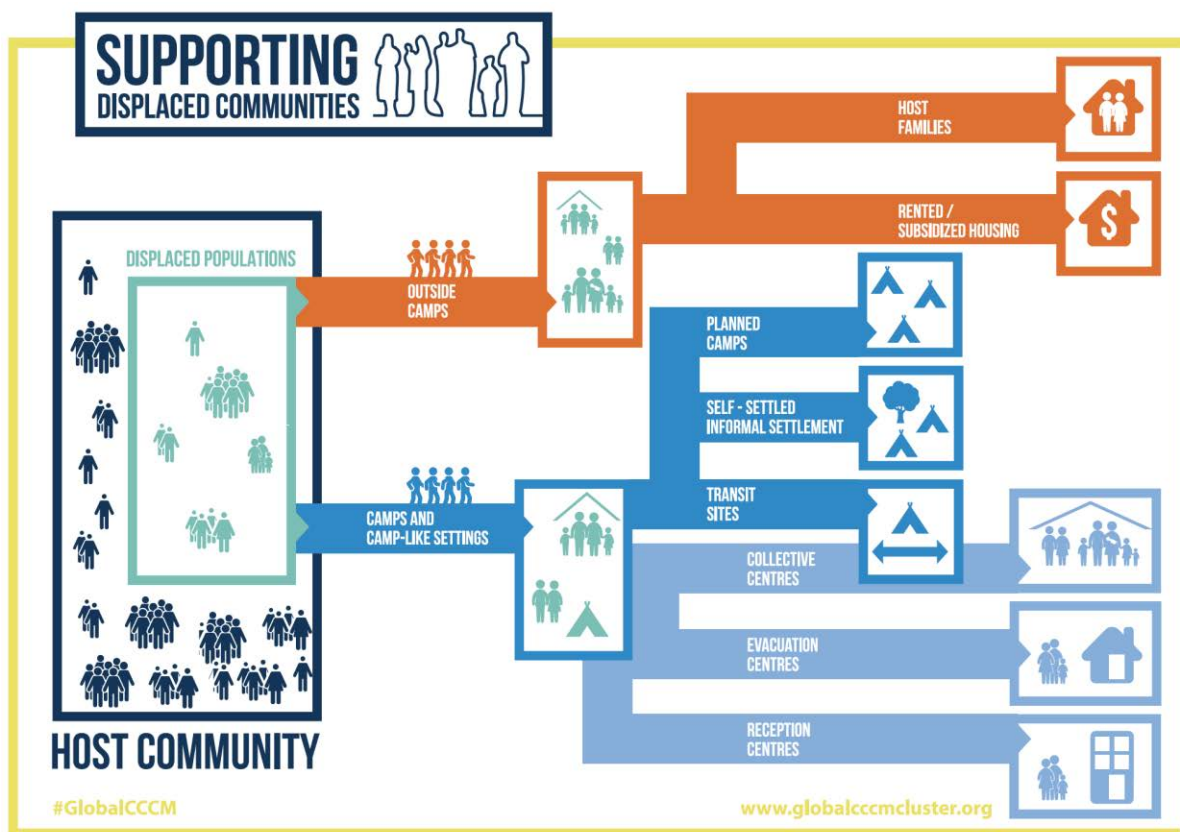 SUPPORTING
DISPLACED COMMUNITIES
HOST
FAMILIES
RENTED /
SUBSIDIZED HOUSING
$
DISPLACED POPULATIONS
OUTSIDE
CAMPS
PLANNED
CAMPS
SELF - SETTLED
INFORMAL SETTLEMENT
TRANSIT
SITES
CAMPS AND
CAMP-LIKE SETTINGS
COLLECTIVE
CENTRES
EVACUATION
CENTRES
RECEPTION
CENTRES
HOST COMMUNITY
#GlobalCCCM
www.globalcccmcluster.org